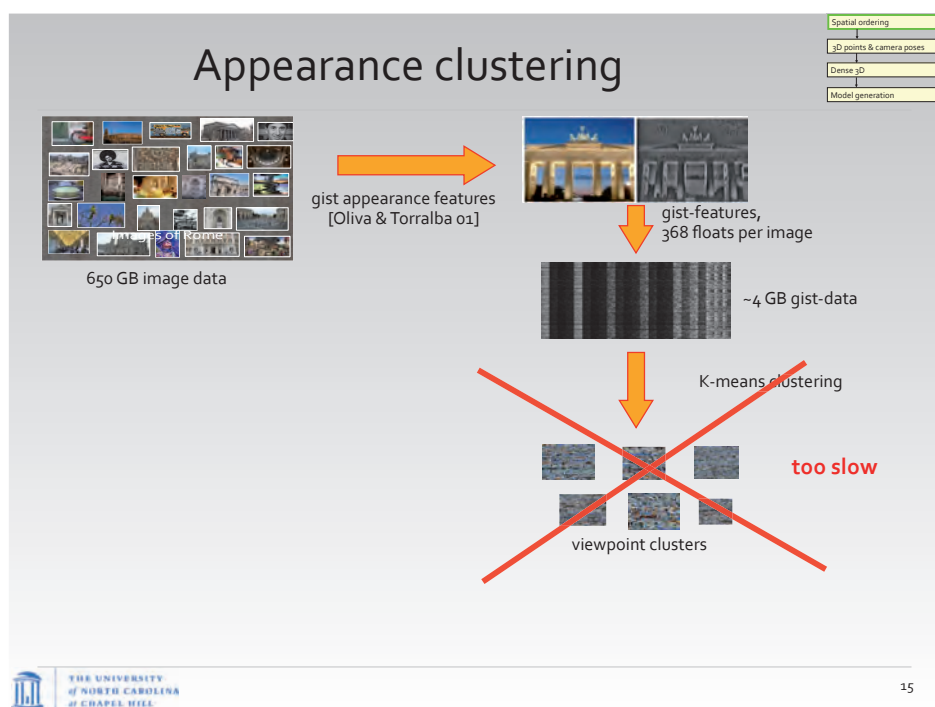 Spatial ordering
3D points & camera poses
Dense 3D
Model generation
Appearance clustering
Images of Rome
650 GB image data
gist appearance features
[Oliva & Torralba 01]
gist-features,
368 floats per image
~4 GB gist-data
K-means clustering
too slow
viewpoint clusters
THE UNIVERSITY
of NORTH CAROLINA
at CHAPEL HILL
15